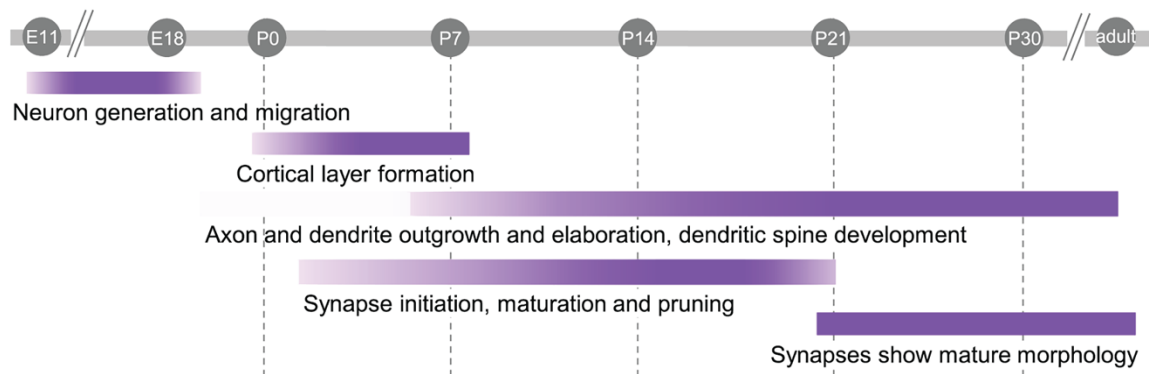 E11 E18 P0 P7 P14 P21 P30 adult
Neuron generation and migration
Cortical layer formation
Axon and dendrite outgrowth and elaboration, dendritic spine development
Synapse initiation, maturation and pruning
Synapses show mature morphology